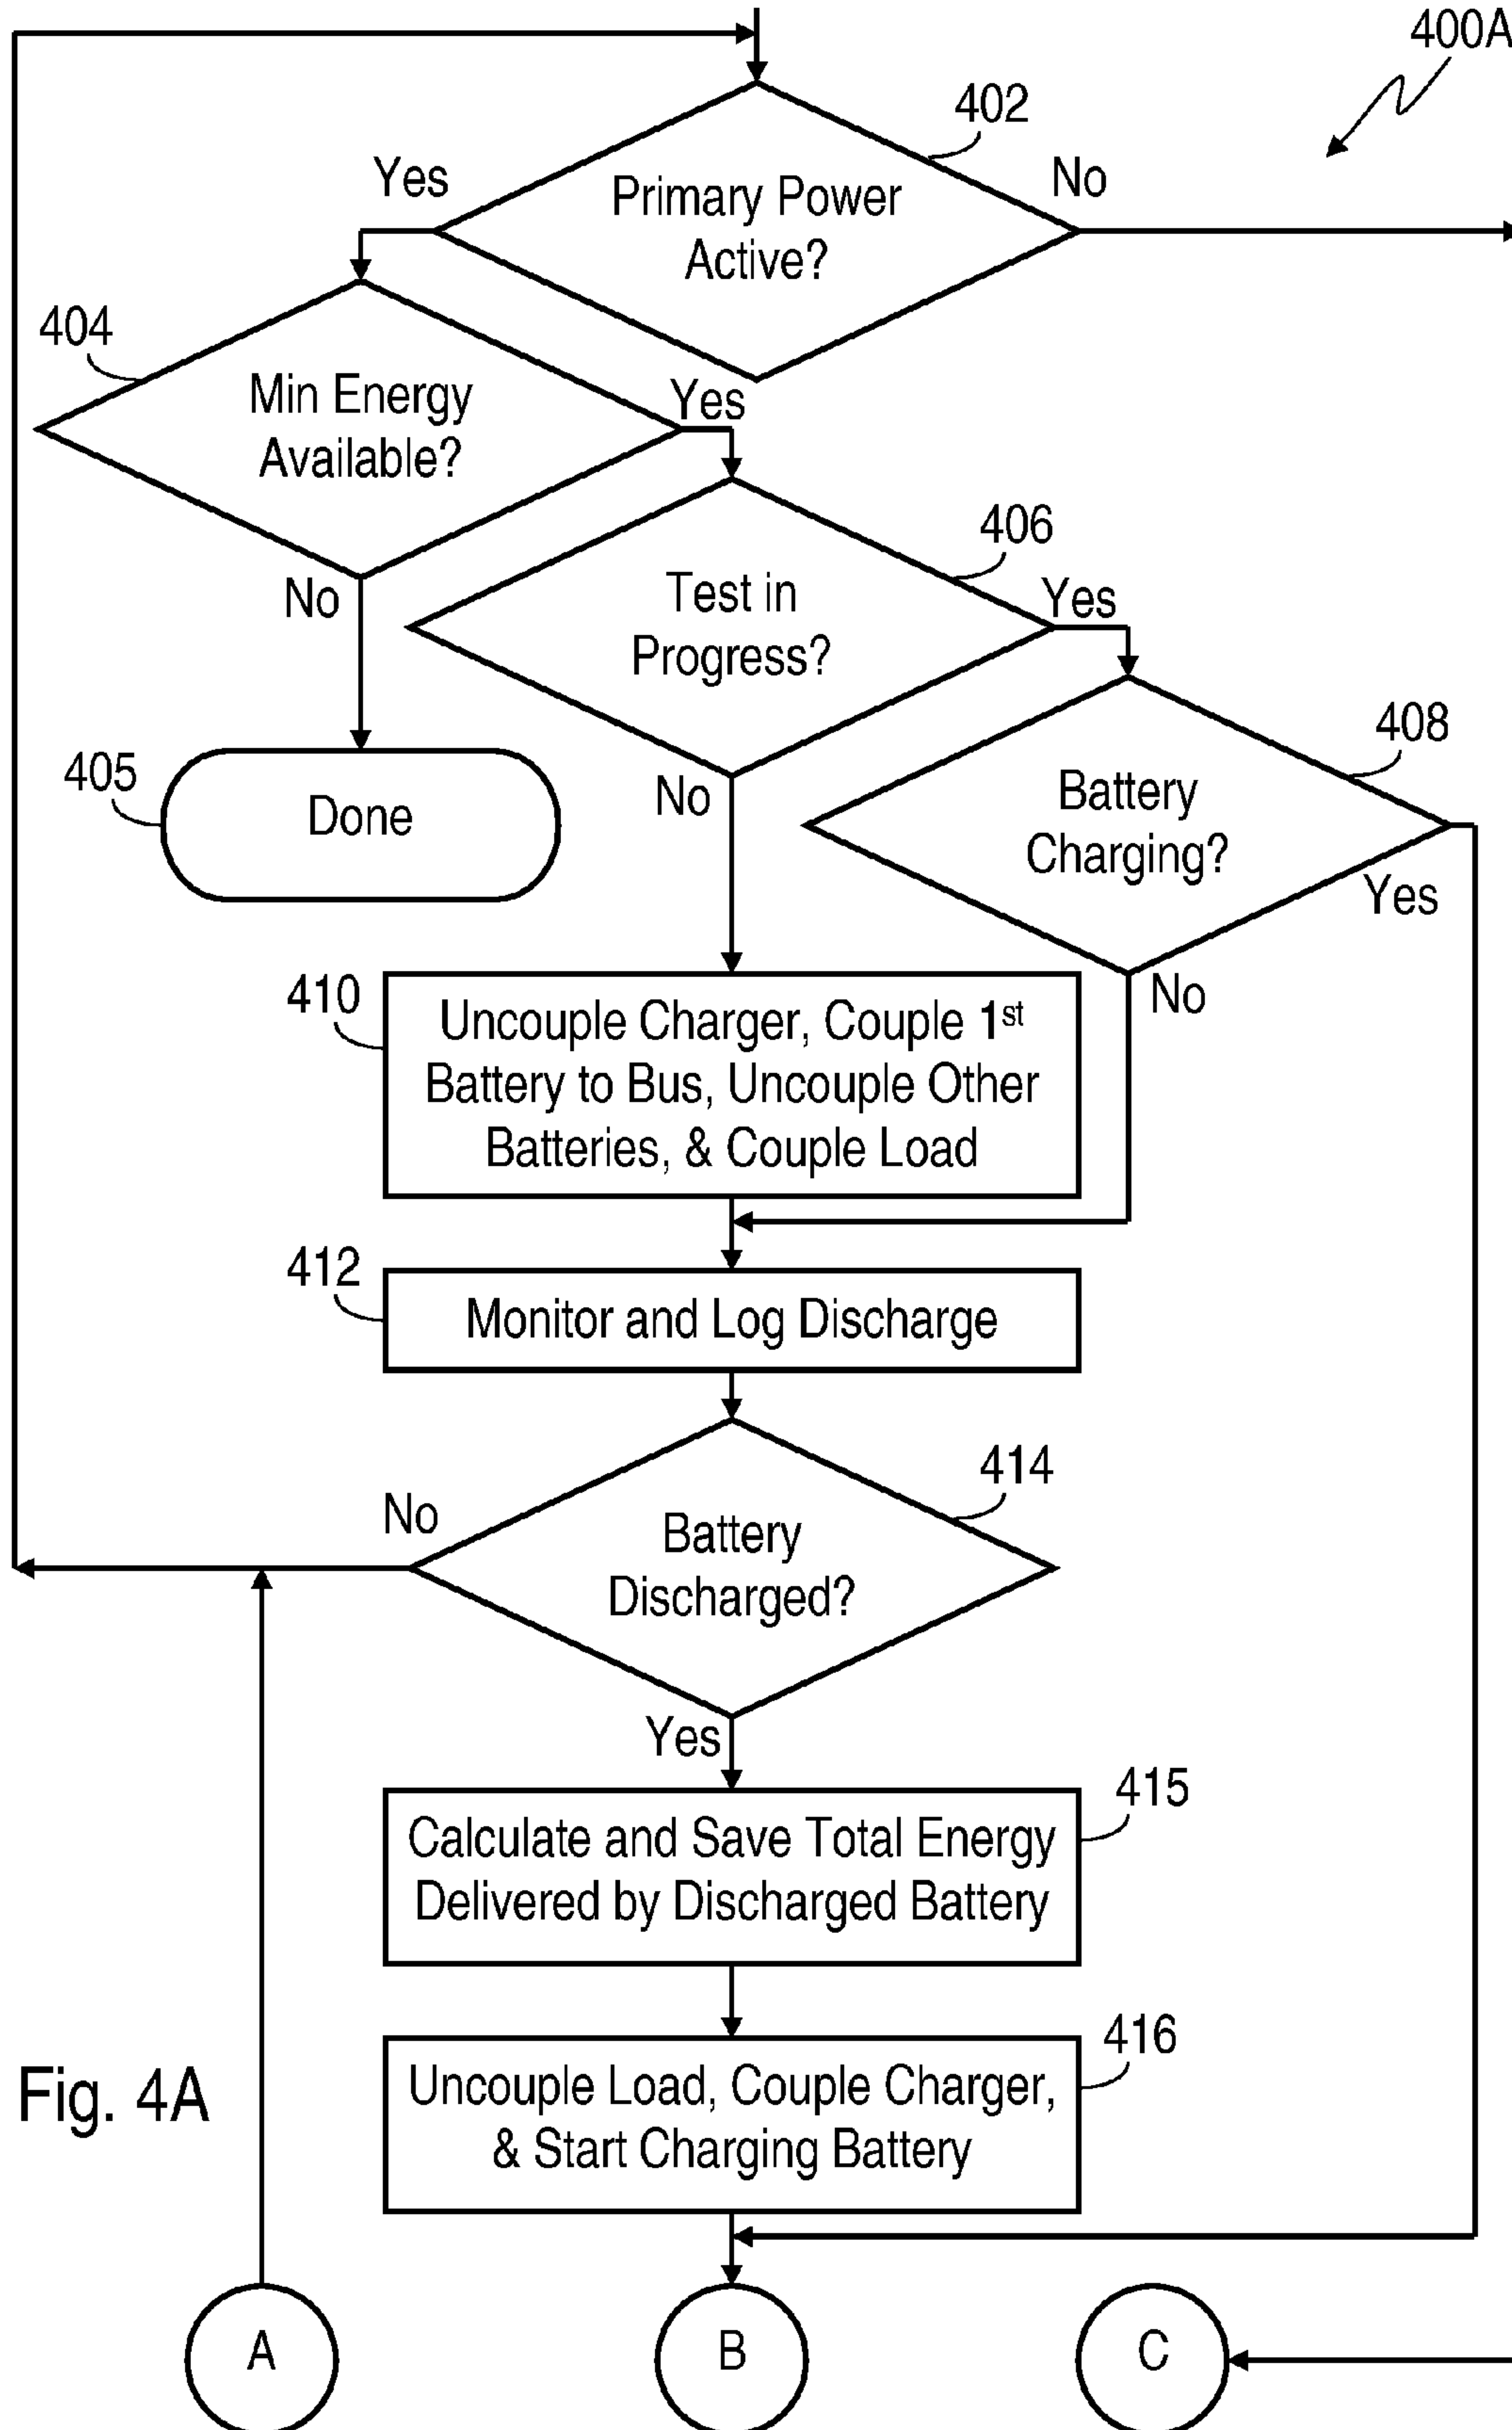 400A
402
Yes
No
Primary Power
Active?
404
Min Energy
Available?
Yes
No
406
Test in
Progress?
Yes
No
408
Battery
Charging?
Yes
No
405
Done
410
Uncouple Charger, Couple 1st
Battery to Bus, Uncouple Other
Batteries, & Couple Load
412
Monitor and Log Discharge
414
No
Battery
Discharged?
Yes
415
Calculate and Save Total Energy
Delivered by Discharged Battery
416
Uncouple Load, Couple Charger,
& Start Charging Battery
Fig. 4A
A
B
C